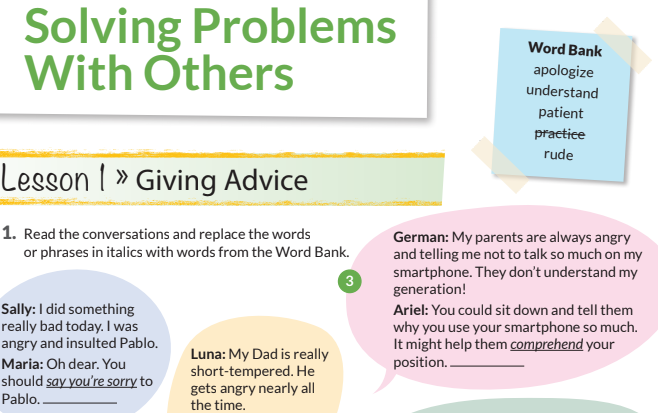 Solving Problems
With Others
Word Bank
apologize
understand
patient
practice
rude
Lesson 1 » Giving Advice
1. Read the conversations and replace the words
or phrases in italics with words from the Word Bank.
Sally: I did something
really bad today. I was
angry and insulted Pablo.
Maria: Oh dear. You
should say you're sorry to
Pablo. ____________
Luna: My Dad is really
short-tempered. He
gets angry nearly all
the time.
3
German: My parents are always angry
and telling me not to talk so much on my
smartphone. They don't understand my
generation!
Ariel: You could sit down and tell them
why you use your smartphone so much.
It might help them comprehend your
position. ____________